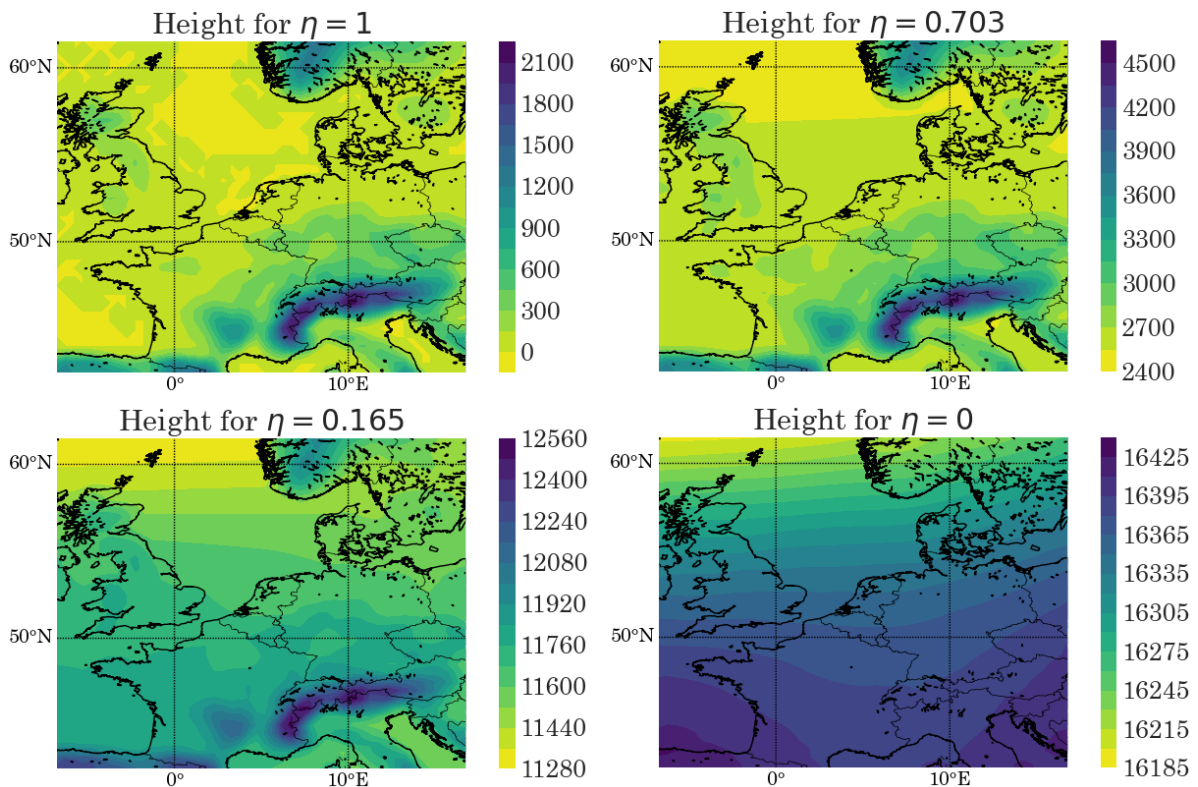 Height for η = 1
60°N
50°N
0°
10°E
2100
1800
1500
1200
900
600
300
0
Height for η = 0.703
60°N
50°N
0°
10°E
4500
4200
3900
3600
3300
3000
2700
2400
Height for η = 0.165
60°N
50°N
0°
10°E
12560
12400
12240
12080
11920
11760
11600
11440
11280
Height for η = 0
60°N
50°N
0°
10°E
16425
16395
16365
16335
16305
16275
16245
16215
16185